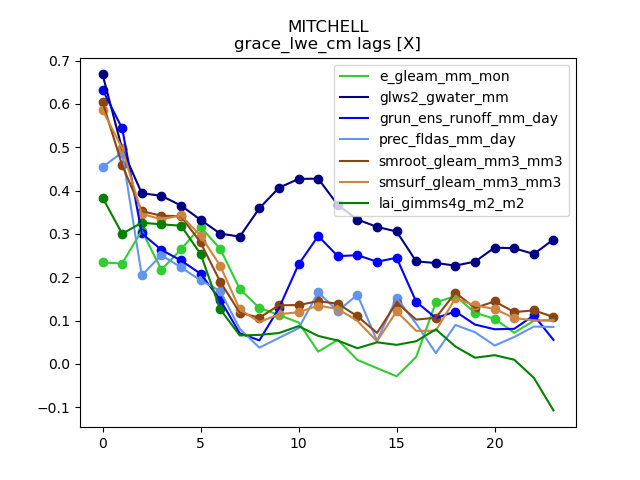 MITCHELL
grace_lwe_cm lags [X]
e_gleam_mm_mon
glws2_gwater_mm
grun_ens_runoff_mm_day
prec_fldas_mm_day
smroot_gleam_mm3_mm3
smsurf_gleam_mm3_mm3
lai_gimms4g_m2_m2
0.7
0.6
0.5
0.4
0.3
0.2
0.1
0.0
−0.1
0 5 10 15 20